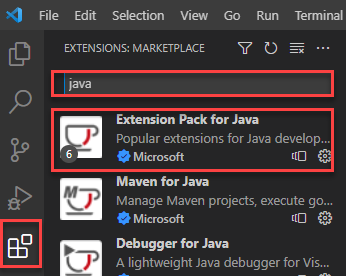 File Edit Selection View Go Run Terminal
EXTENSIONS: MARKETPLACE
java
Extension Pack for Java
Popular extensions for Java develop...
6
Microsoft
Maven for Java
Manage Maven projects, execute go...
Microsoft
Debugger for Java
A lightweight Java debugger for Vis...